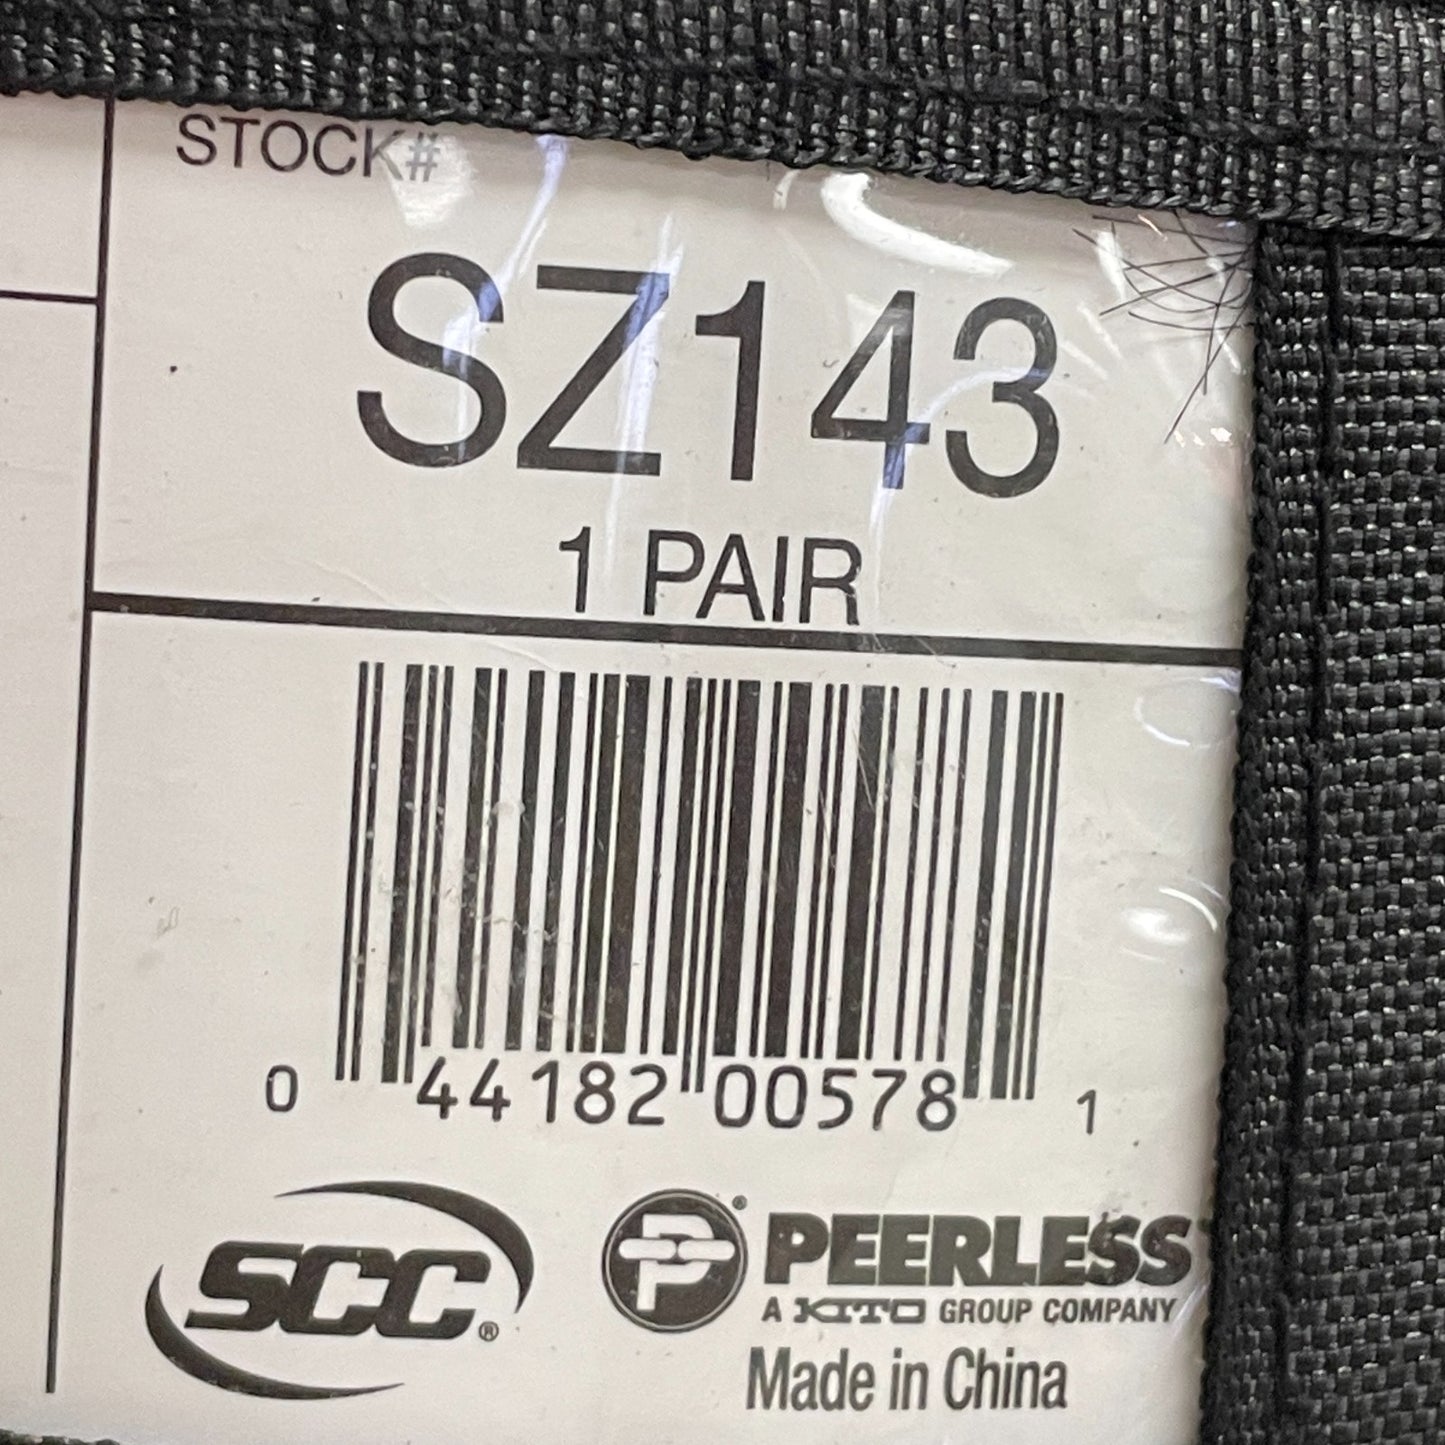 STOCK#
SZ143
1 PAIR
0 44182 00578 1
SCC®
P® PEERLESS
A KITO GROUP COMPANY
Made in China